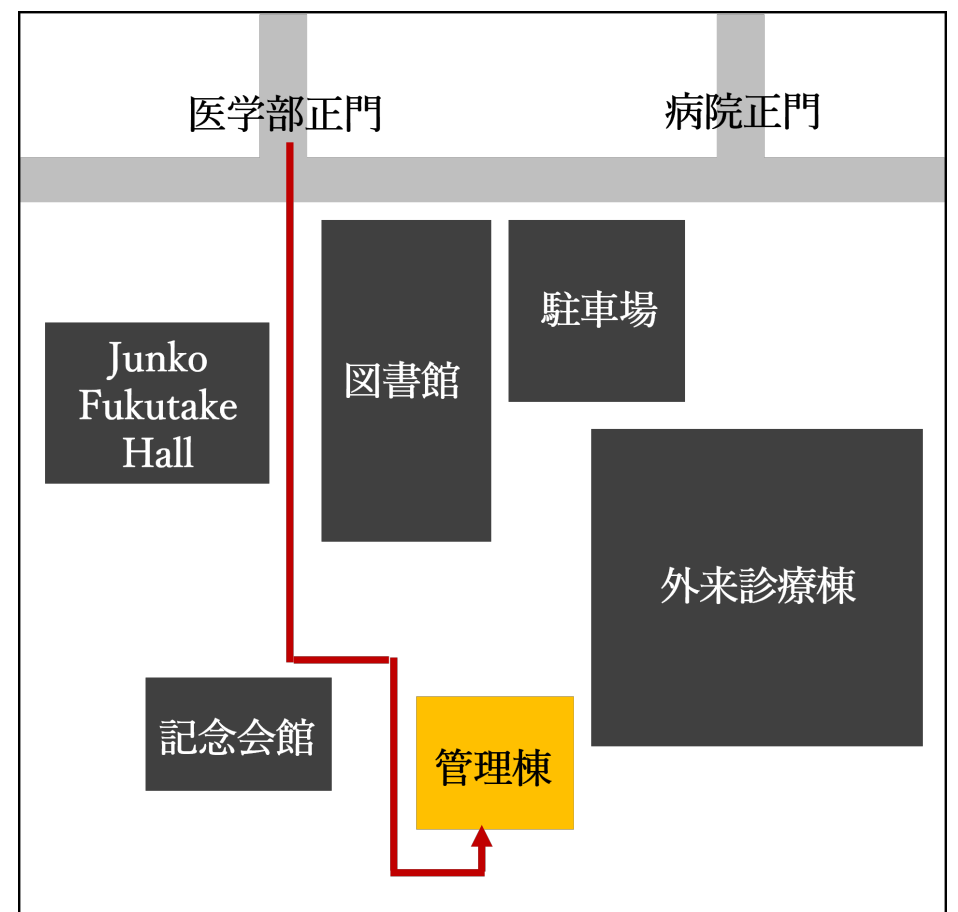 医学部正門
病院正門
駐車場
Junko
Fukutake
Hall
図書館
外来診療棟
記念会館
管理棟